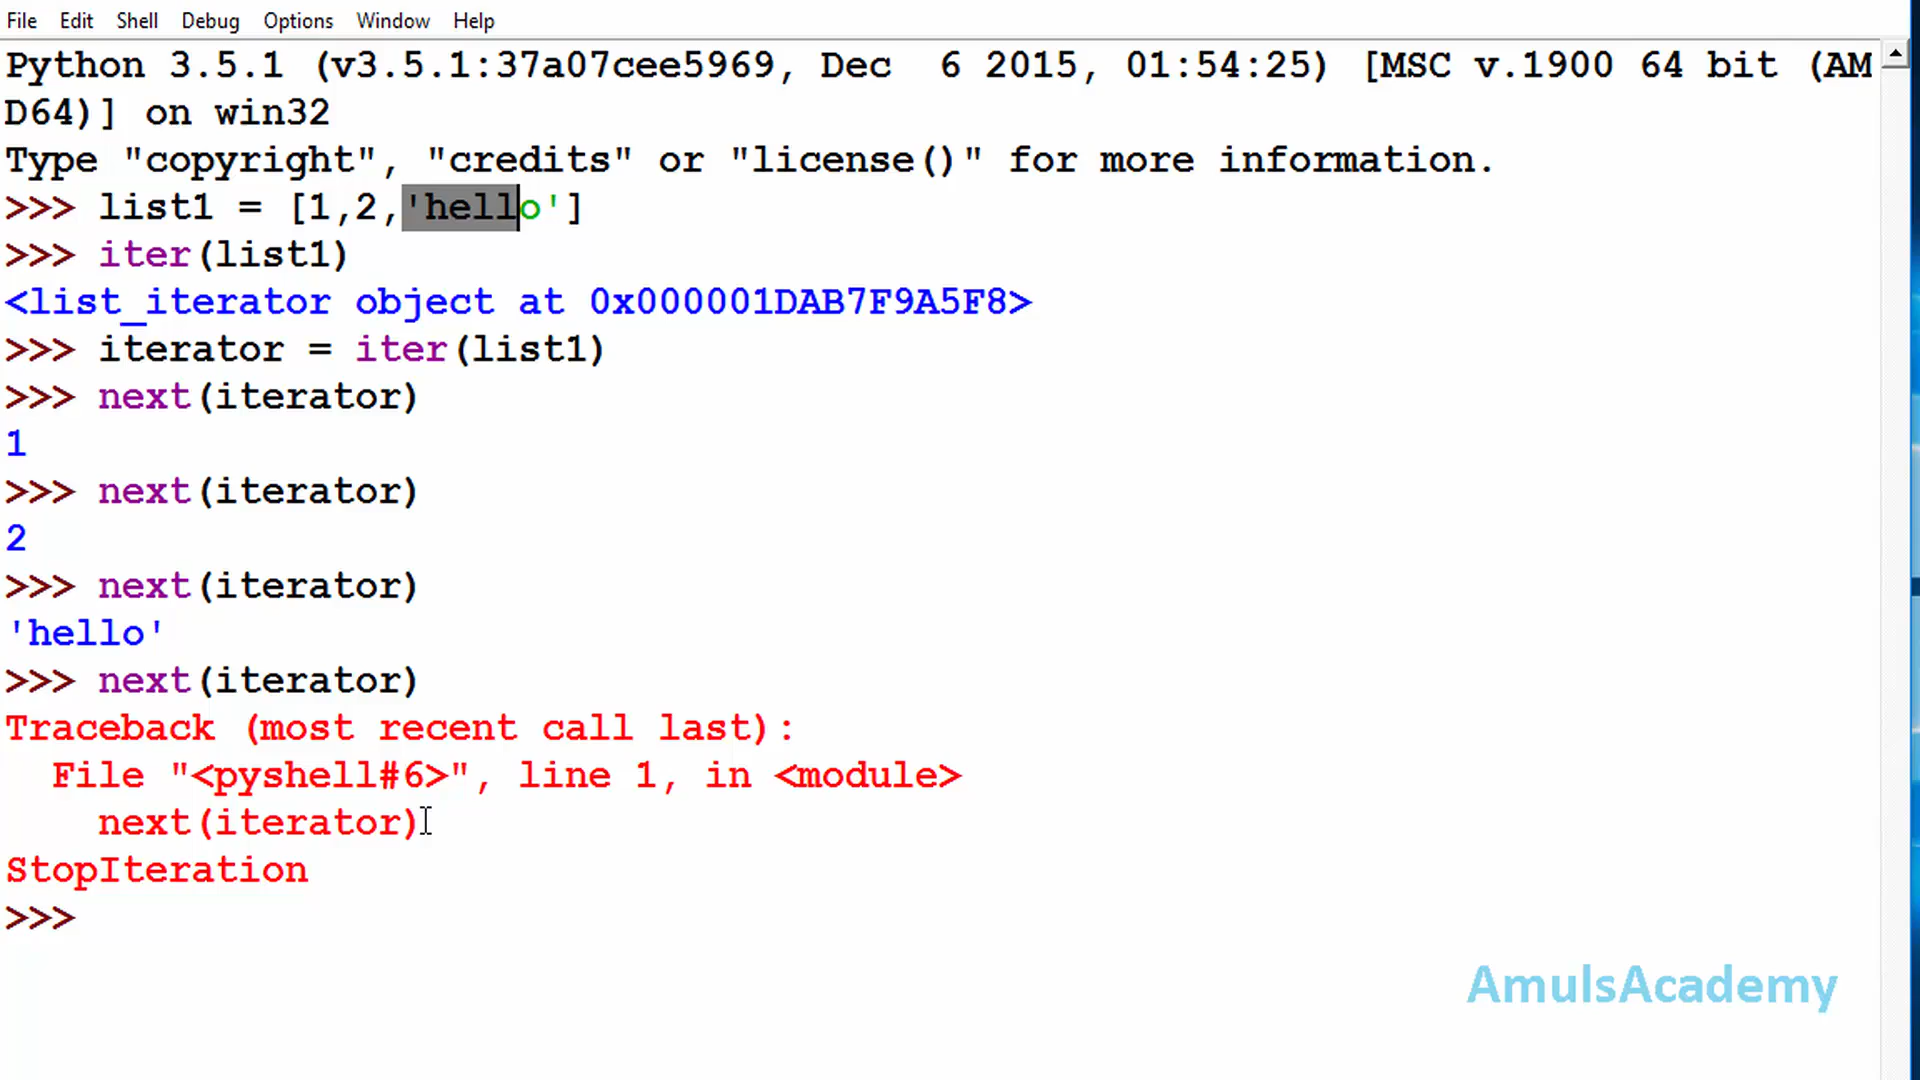 File Edit Shell Debug Options Window Help
Python 3.5.1 (v3.5.1:37a07cee5969, Dec  6 2015, 01:54:25) [MSC v.1900 64 bit (AM
D64)] on win32
Type "copyright", "credits" or "license()" for more information.
>>> list1 = [1,2,'hello']
>>> iter(list1)
<list_iterator object at 0x000001DAB7F9A5F8>
>>> iterator = iter(list1)
>>> next(iterator)
1
>>> next(iterator)
2
>>> next(iterator)
'hello'
>>> next(iterator)
Traceback (most recent call last):
  File "<pyshell#6>", line 1, in <module>
    next(iterator)
StopIteration
>>>
AmulsAcademy